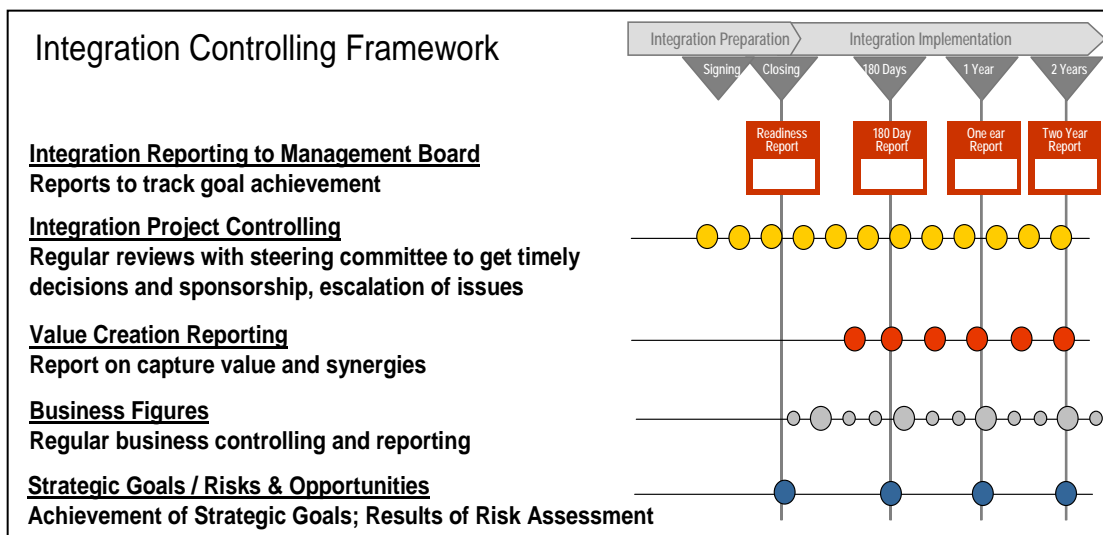 Integration Controlling Framework
Integration Preparation
Integration Implementation
Signing
Closing
180 Days
1 Year
2 Years
Readiness
Report
180 Day
Report
One ear
Report
Two Year
Report
Integration Reporting to Management Board
Reports to track goal achievement
Integration Project Controlling
Regular reviews with steering committee to get timely
decisions and sponsorship, escalation of issues
Value Creation Reporting
Report on capture value and synergies
Business Figures
Regular business controlling and reporting
Strategic Goals / Risks & Opportunities
Achievement of Strategic Goals; Results of Risk Assessment